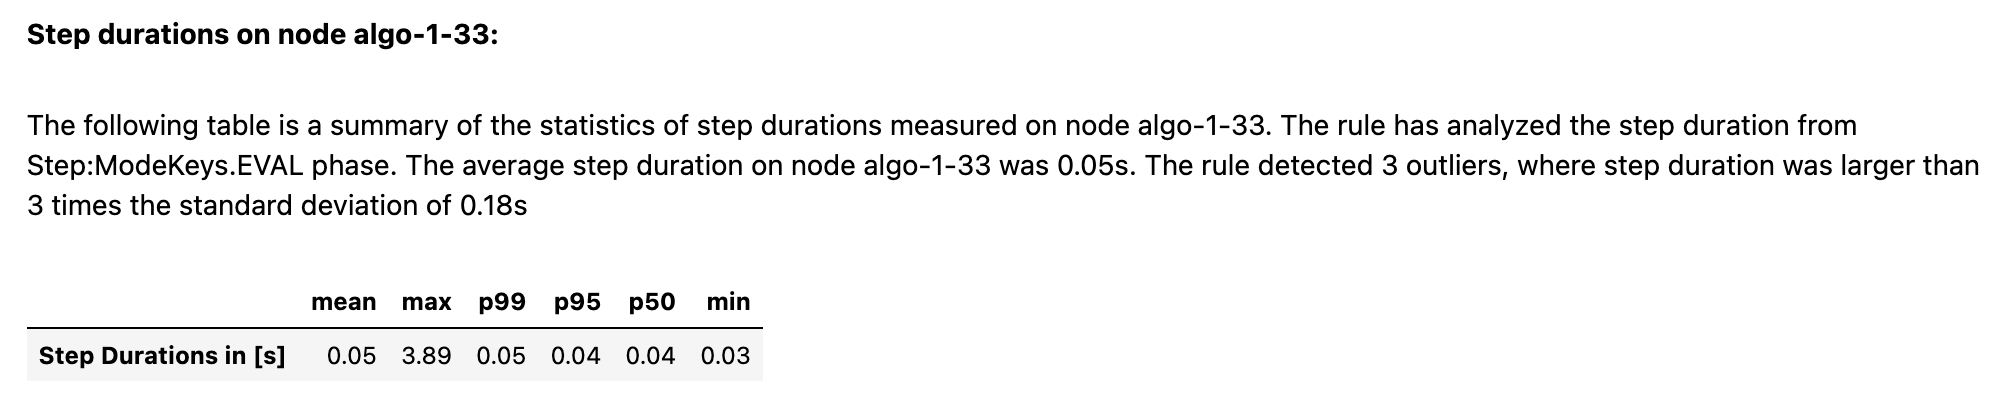 Step durations on node algo-1-33:
The following table is a summary of the statistics of step durations measured on node algo-1-33. The rule has analyzed the step duration from
Step:ModeKeys.EVAL phase. The average step duration on node algo-1-33 was 0.05s. The rule detected 3 outliers, where step duration was larger than
3 times the standard deviation of 0.18s
mean max p99 p95 p50 min
Step Durations in [s] 0.05 3.89 0.05 0.04 0.04 0.03